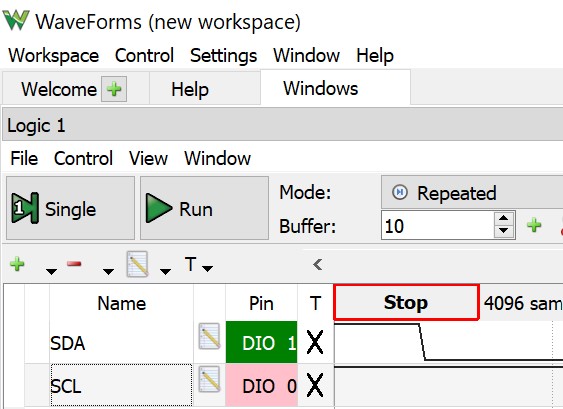 WaveForms (new workspace)
Workspace Control Settings Window Help
Welcome Help Windows
Logic 1
File Control View Window
1 Single Run Mode: Repeated
Buffer: 10
T
Name Pin T Stop 4096 sam
SDA DIO 1 X
SCL DIO 0 X